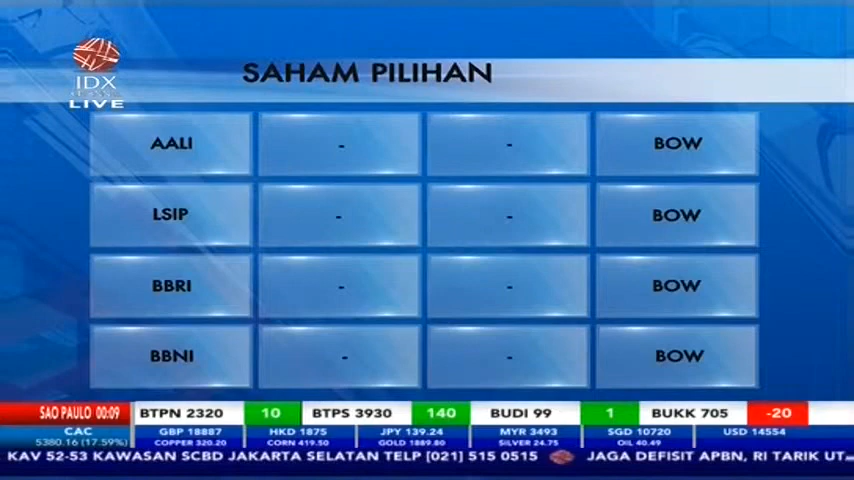 IDX
LIVE
SAHAM PILIHAN
AALI - - BOW
LSIP - - BOW
BBRI - - BOW
BBNI - - BOW
SAO PAULO 00:09 BTPN 2320 10 BTPS 3930 140 BUDI 99 1 BUKK 705 -20
CAC GBP 18887 HKD 1875 JPY 139.24 MYR 3493 SGD 10720 USD 14554
5380.16 (17.59%) COPPER 320.20 CORN 419.50 GOLD 1889.80 SILVER 24.75 OIL 40.49
KAV 52-53 KAWASAN SCBD JAKARTA SELATAN TELP [021] 515 0515 JAGA DEFISIT APBN, RI TARIK UT